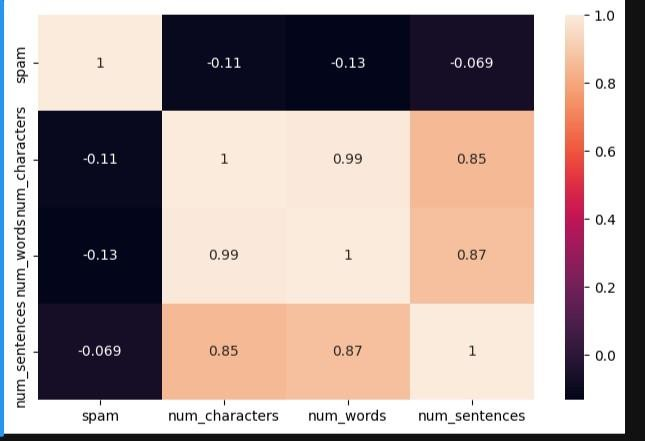 1.0
spam 1 -0.11 -0.13 -0.069
0.8
num_characters -0.11 1 0.99 0.85
0.6
0.4
num_words -0.13 0.99 1 0.87
0.2
num_sentences -0.069 0.85 0.87 1
0.0
spam num_characters num_words num_sentences